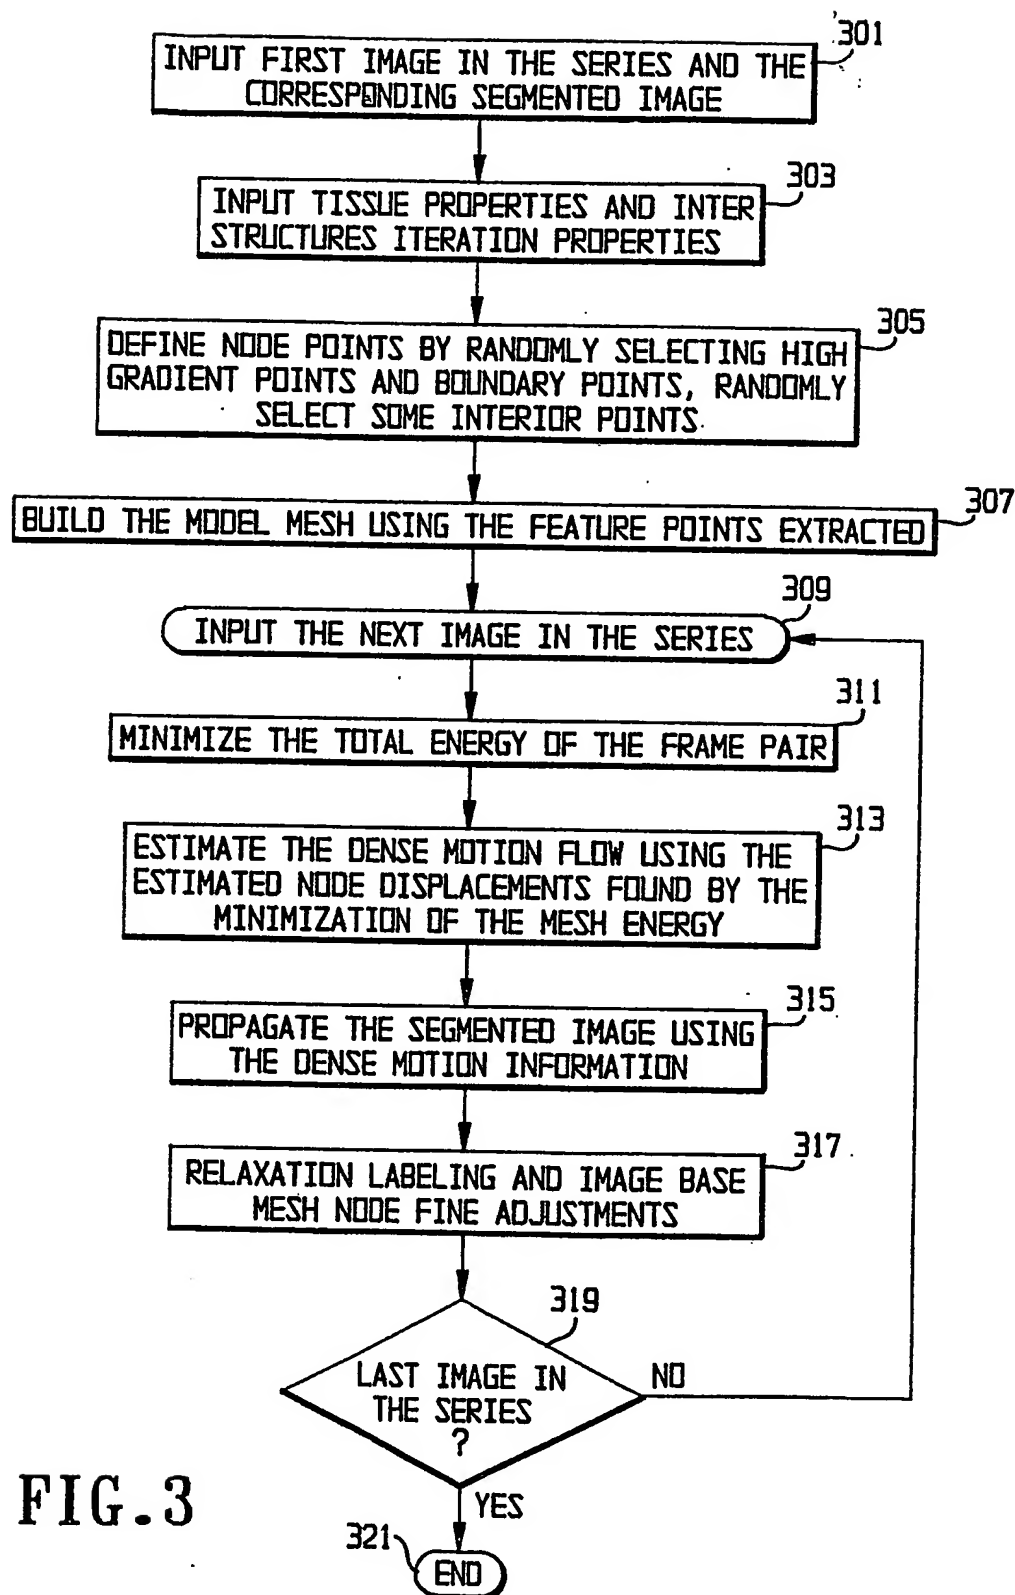 301
INPUT FIRST IMAGE IN THE SERIES AND THE
CORRESPONDING SEGMENTED IMAGE
303
INPUT TISSUE PROPERTIES AND INTER
STRUCTURES ITERATION PROPERTIES
305
DEFINE NODE POINTS BY RANDOMLY SELECTING HIGH
GRADIENT POINTS AND BOUNDARY POINTS, RANDOMLY
SELECT SOME INTERIOR POINTS.
307
BUILD THE MODEL MESH USING THE FEATURE POINTS EXTRACTED
309
INPUT THE NEXT IMAGE IN THE SERIES
311
MINIMIZE THE TOTAL ENERGY OF THE FRAME PAIR
313
ESTIMATE THE DENSE MOTION FLOW USING THE
ESTIMATED NODE DISPLACEMENTS FOUND BY THE
MINIMIZATION OF THE MESH ENERGY
315
PROPAGATE THE SEGMENTED IMAGE USING
THE DENSE MOTION INFORMATION
317
RELAXATION LABELING AND IMAGE BASE
MESH NODE FINE ADJUSTMENTS
319
LAST IMAGE IN
THE SERIES
?
NO
YES
321
END
FIG.3